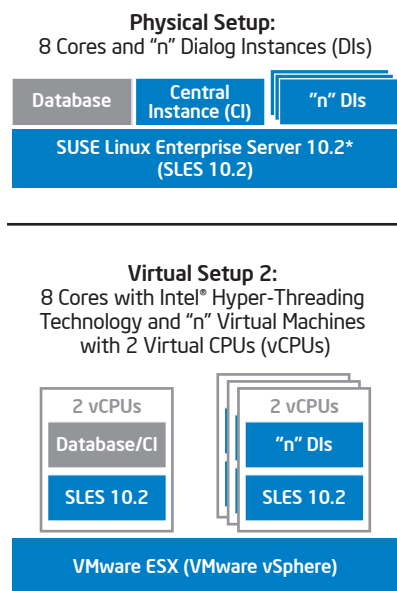 Physical Setup:
8 Cores and “n” Dialog Instances (DIs)
Database
Central
Instance (CI)
“n” DIs
SUSE Linux Enterprise Server 10.2*
(SLES 10.2)
Virtual Setup 2:
8 Cores with Intel® Hyper-Threading
Technology and “n” Virtual Machines
with 2 Virtual CPUs (vCPUs)
2 vCPUs
Database/CI
SLES 10.2
2 vCPUs
“n” DIs
SLES 10.2
VMware ESX (VMware vSphere)